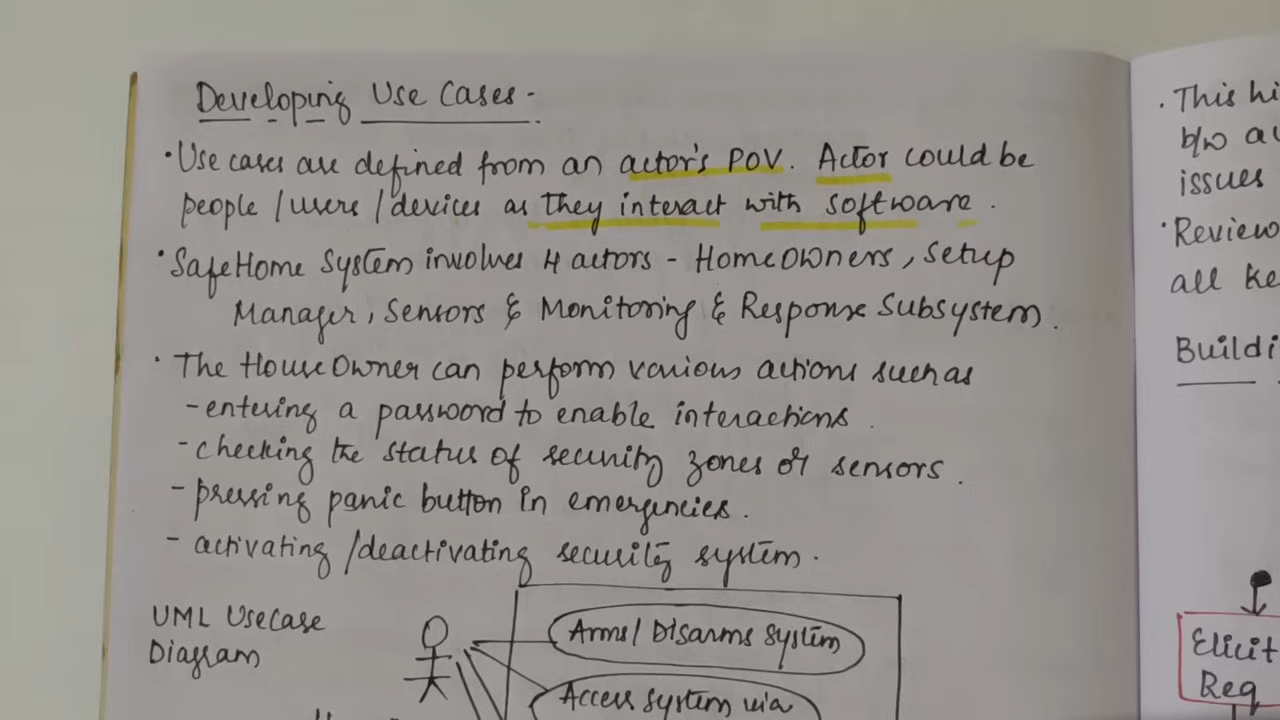 Developing Use Cases -
• Use cases are defined from an actor's POV. Actor could be
people / users / devices as they interact with software.
• SafeHome System involves 4 actors - HomeOwners, Setup
Manager, Sensors & Monitoring & Response Subsystem.
• The HouseOwner can perform various actions such as
- entering a password to enable interactions.
- checking the status of security zones or sensors.
- pressing panic button in emergencies.
- activating / deactivating security system.
UML UseCase
Diagram
Arms/ Disarms System
Access system via
• This hi
b/w
issues
• Review
all
Buildi
Elicit
Req